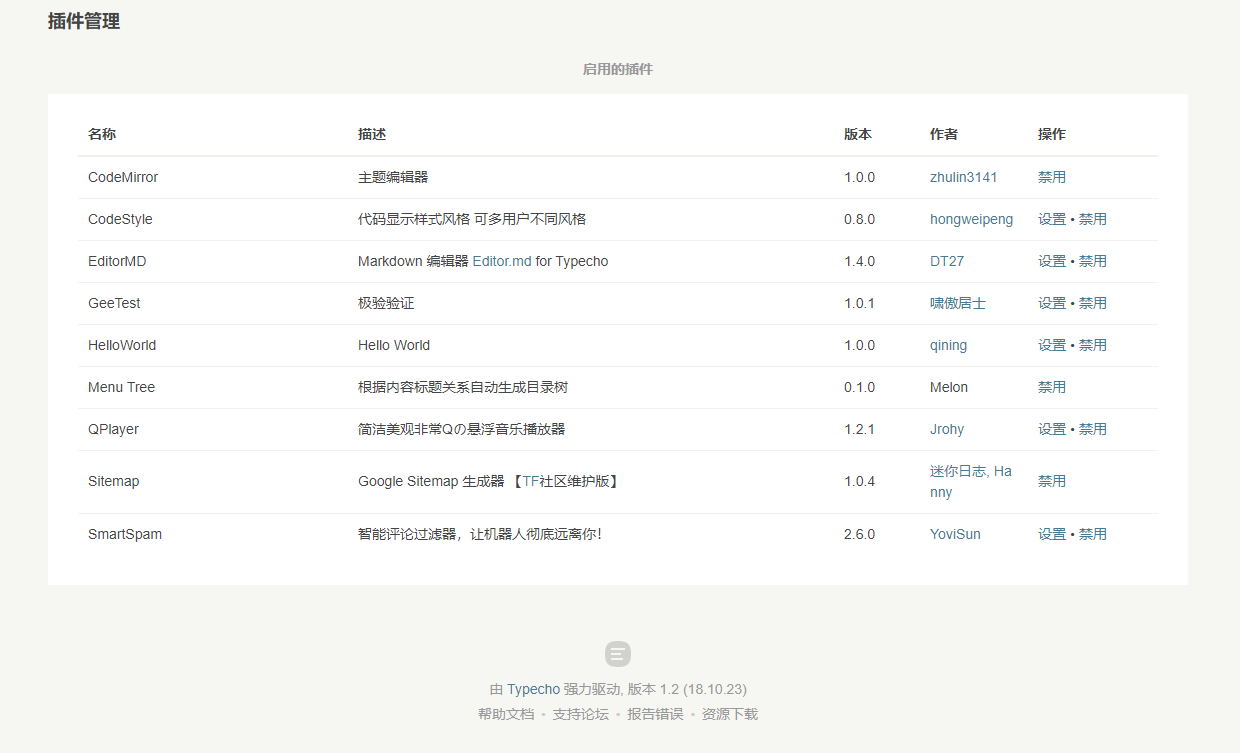 插件管理
启用的插件
名称 描述 版本 作者 操作
CodeMirror 主题编辑器 1.0.0 zhulin3141 禁用
CodeStyle 代码显示样式风格 可多用户不同风格 0.8.0 hongweipeng 设置 • 禁用
EditorMD Markdown 编辑器 Editor.md for Typecho 1.4.0 DT27 设置 • 禁用
GeeTest 极验验证 1.0.1 啸傲居士 设置 • 禁用
HelloWorld Hello World 1.0.0 qining 设置 • 禁用
Menu Tree 根据内容标题关系自动生成目录树 0.1.0 Melon 禁用
QPlayer 简洁美观非常Qの悬浮音乐播放器 1.2.1 Jrohy 设置 • 禁用
Sitemap Google Sitemap 生成器 【TF社区维护版】 1.0.4 迷你日志, Ha 禁用
nny
SmartSpam 智能评论过滤器，让机器人彻底远离你! 2.6.0 YoviSun 设置 • 禁用
由 Typecho 强力驱动, 版本 1.2 (18.10.23)
帮助文档 • 支持论坛 • 报告错误 • 资源下载